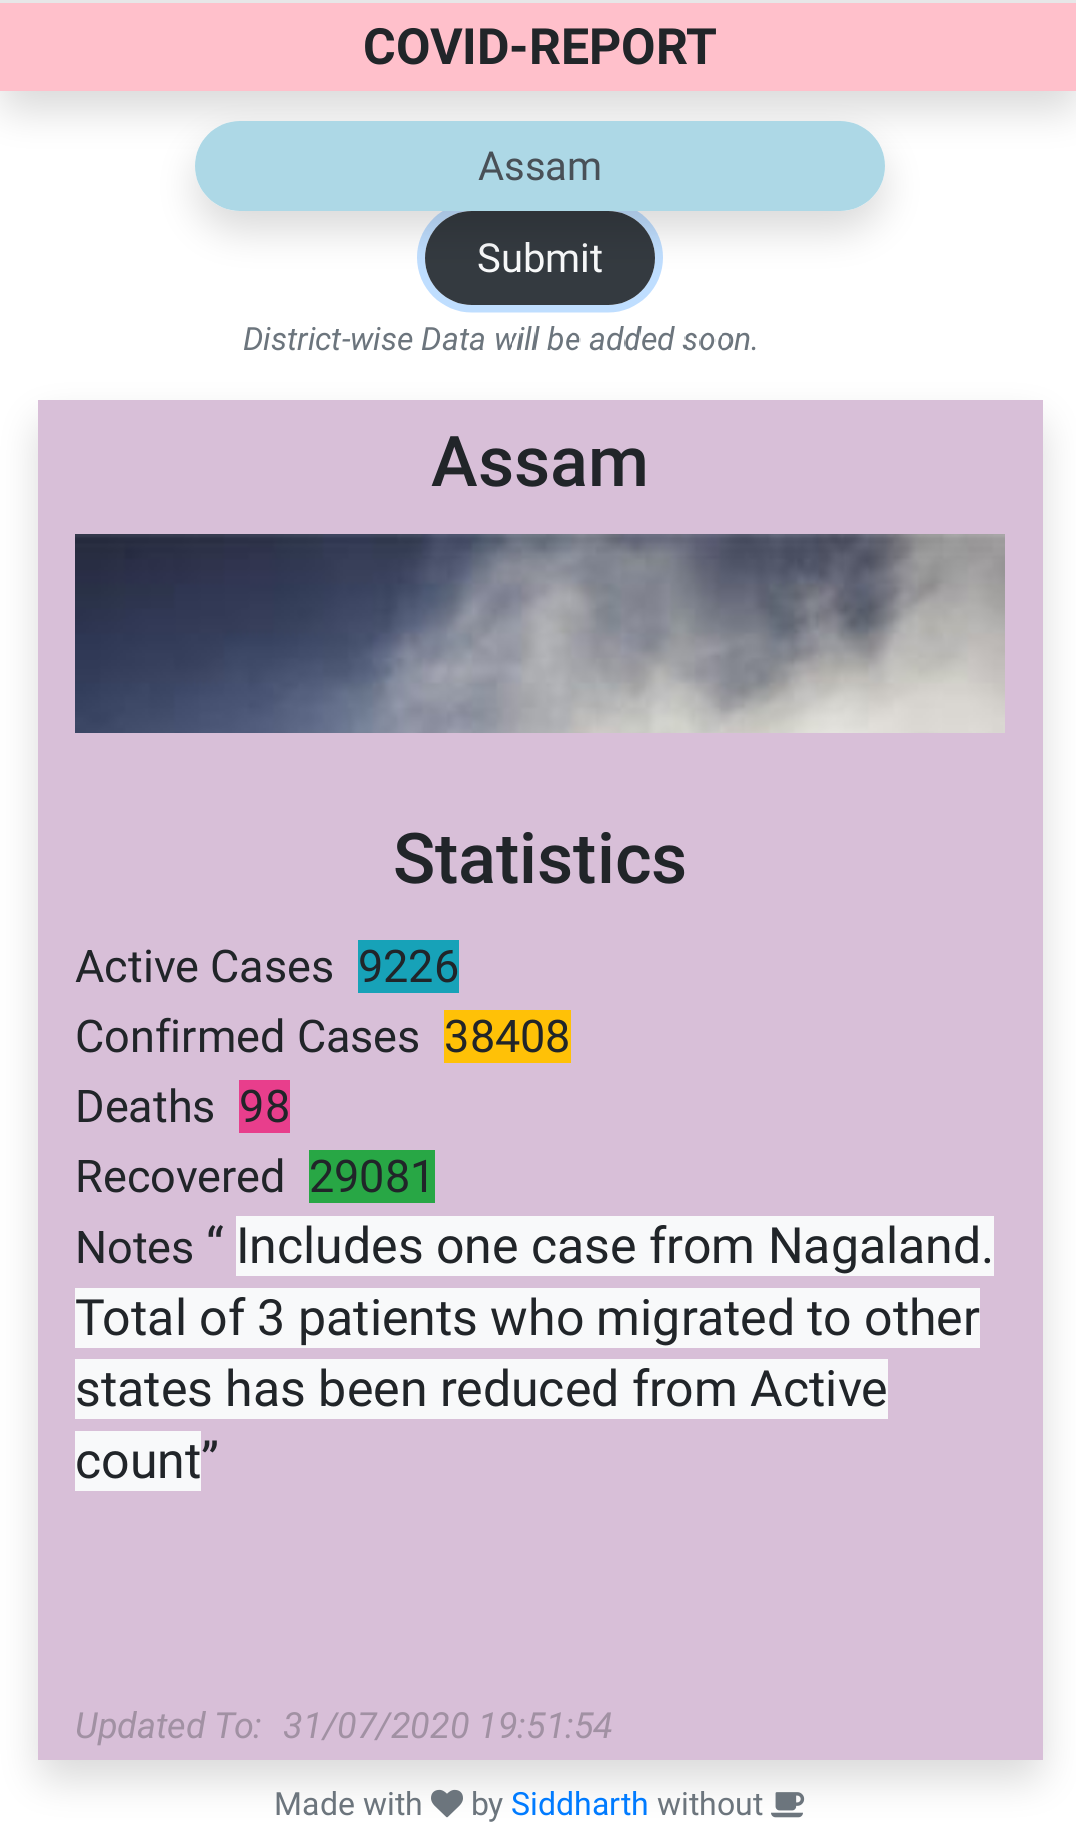 COVID-REPORT
Assam
Submit
District-wise Data will be added soon.
Assam
Statistics
Active Cases 9226
Confirmed Cases 38408
Deaths 98
Recovered 29081
Notes “ Includes one case from Nagaland.
Total of 3 patients who migrated to other
states has been reduced from Active
count”
Updated To: 31/07/2020 19:51:54
Made with by Siddharth without